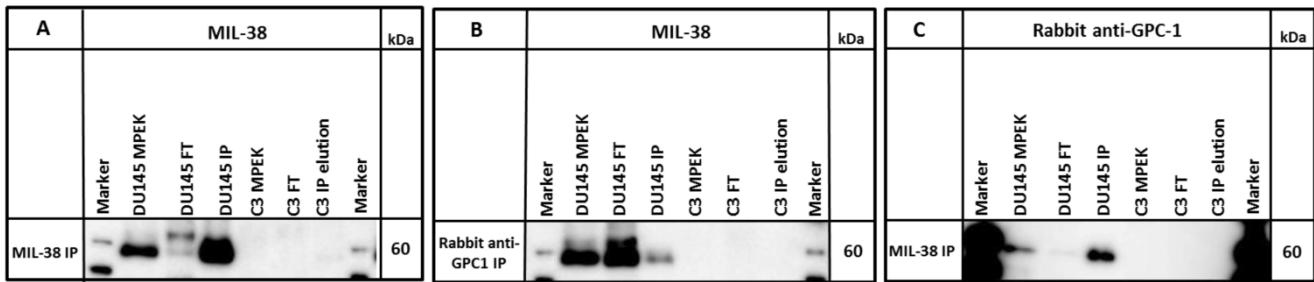 A
MIL-38
kDa
Marker
DU145 MPEK
DU145 FT
DU145 IP
C3 MPEK
C3 FT
C3 IP elution
Marker
MIL-38 IP
60
B
MIL-38
kDa
Marker
DU145 MPEK
DU145 FT
DU145 IP
C3 MPEK
C3 FT
C3 IP elution
Marker
Rabbit anti-
GPC1 IP
60
C
Rabbit anti-GPC-1
kDa
Marker
DU145 MPEK
DU145 FT
DU145 IP
C3 MPEK
C3 FT
C3 IP elution
Marker
MIL-38 IP
60